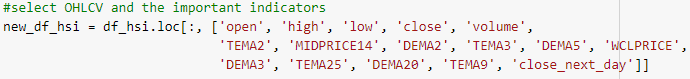 #select OHLCV and the important indicators
new_df_hsi = df_hsi.loc[:, ['open', 'high', 'low', 'close', 'volume',
'TEMA2', 'MIDPRICE14', 'DEMA2', 'TEMA3', 'DEMA5', 'WCLPRICE',
'DEMA3', 'TEMA25', 'DEMA20', 'TEMA9', 'close_next_day']]